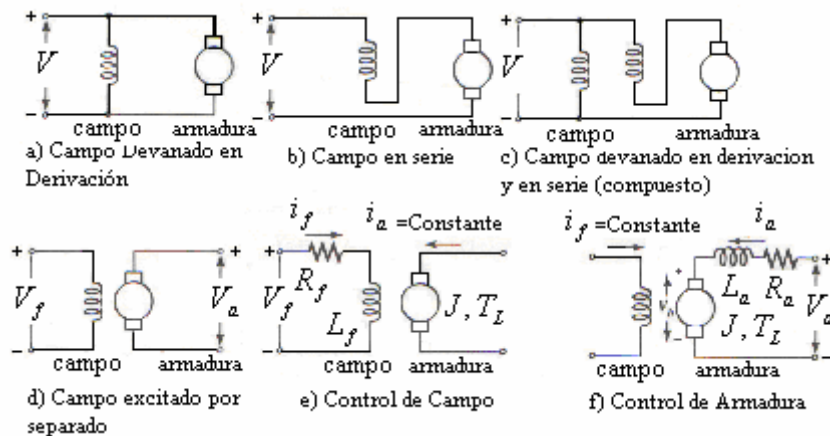 + + +
V V V
− − −
campo armadura
campo armadura
campo armadura
a) Campo Devanado en
Derivación
b) Campo en serie
c) Campo devanado en derivacion
y en serie (compuesto)
+ +
V_f V_a
− −
campo armadura
d) Campo excitado por
separado
i_f i_a =Constante
+
R_f
V_f L_f J , T_L
−
campo armadura
e) Control de Campo
i_f =Constante i_a
+ +
L_a R_a
V_a
J , T_L
− −
campo armadura
f) Control de Armadura